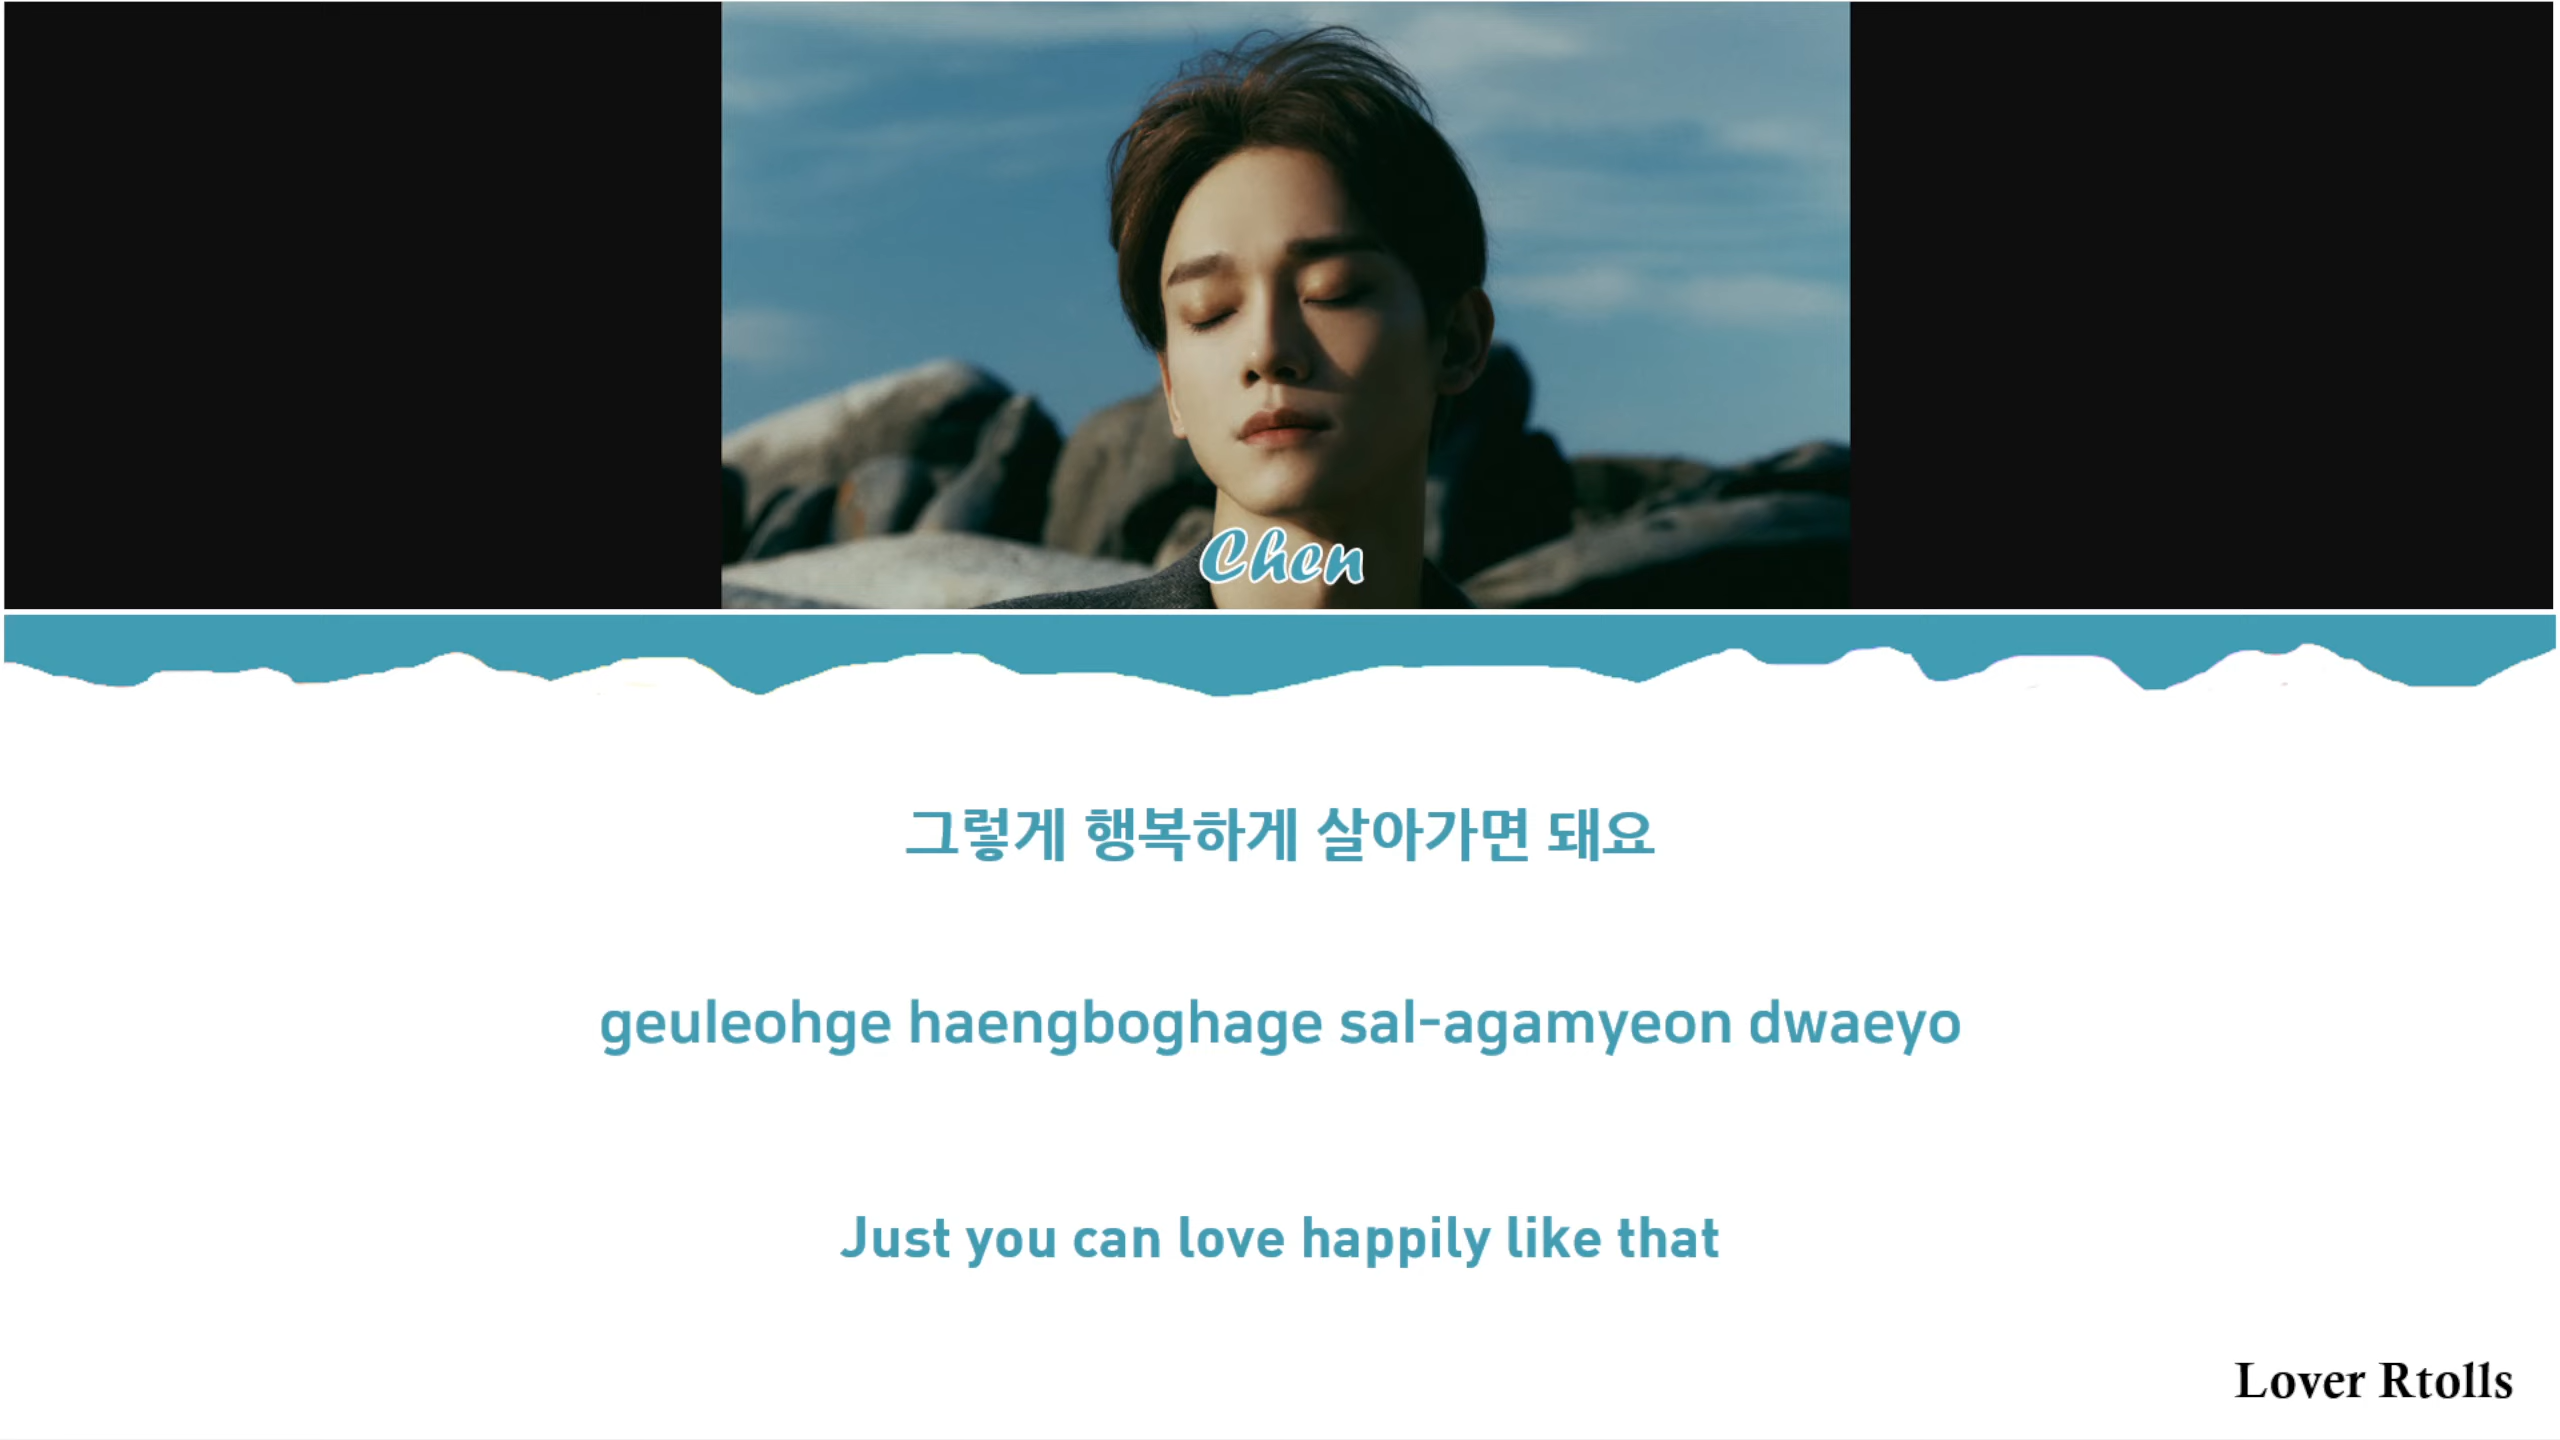 Chen
그렇게 행복하게 살아가면 돼요
geuleohge haengboghage sal-agamyeon dwaeyo
Just you can love happily like that
Lover Rtolls